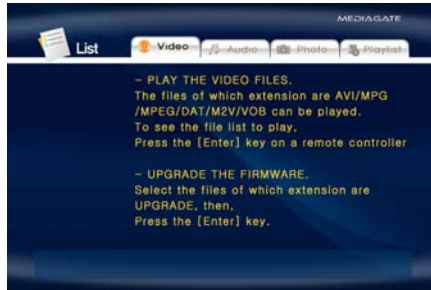 MEDIAGATE
List
Video
Audio
Photo
Playlist
– PLAY THE VIDEO FILES.
The files of which extension are AVI/MPG
/MPEG/DAT/M2V/VOB can be played.
To see the file list to play,
Press the [Enter] key on a remote controller
– UPGRADE THE FIRMWARE.
Select the files of which extension are
UPGRADE, then,
Press the [Enter] key.